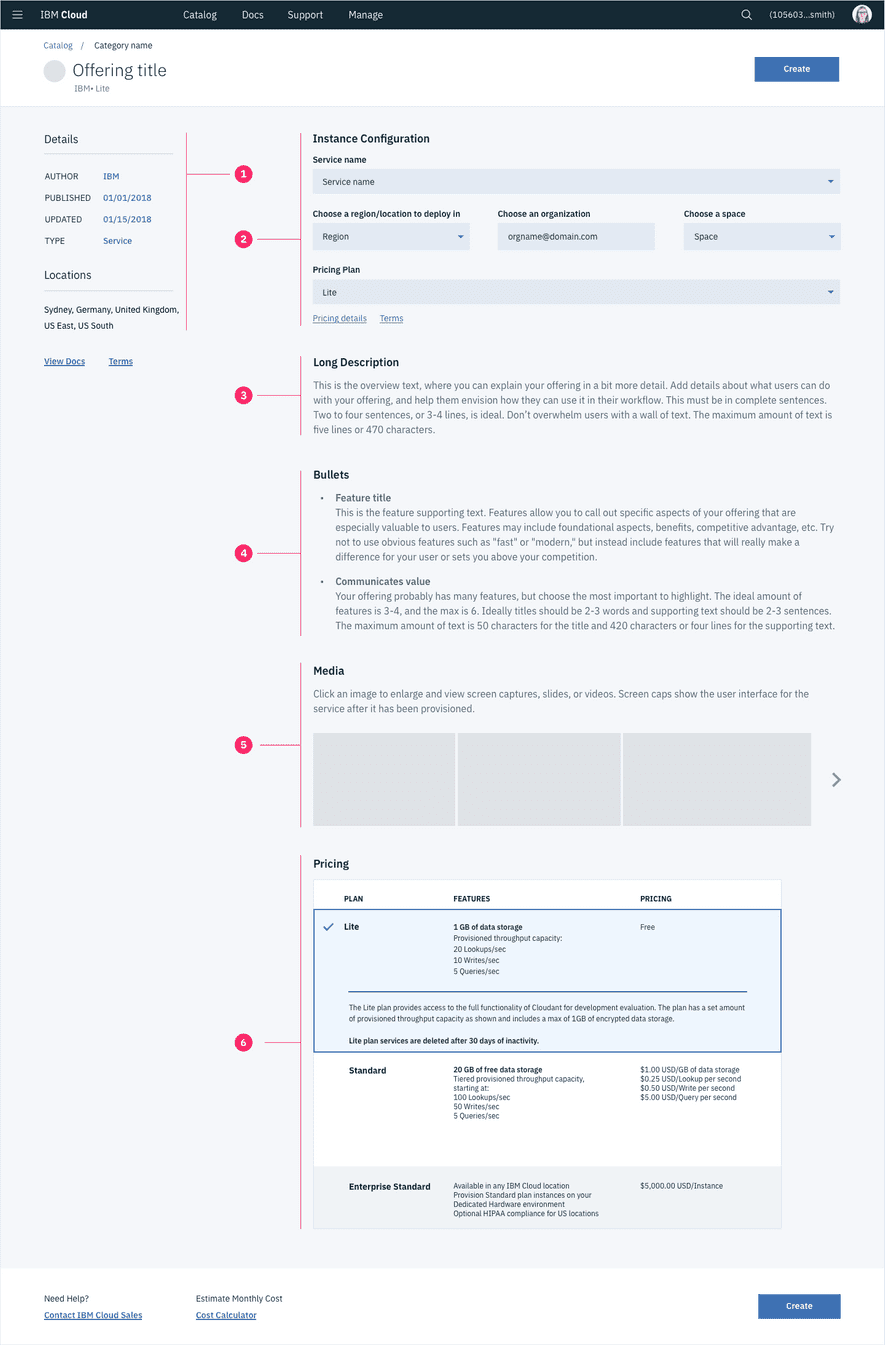 IBM Cloud
Catalog Docs Support Manage
(105603...smith)
Catalog / Category name
Offering title
IBM• Lite
Create
Details
AUTHOR IBM
PUBLISHED 01/01/2018
UPDATED 01/15/2018
TYPE Service
Locations
Sydney, Germany, United Kingdom,
US East, US South
View Docs Terms
1
Instance Configuration
Service name
Service name
2
Choose a region/location to deploy in Choose an organization Choose a space
Region orgname@domain.com Space
Pricing Plan
Lite
Pricing details Terms
3
Long Description
This is the overview text, where you can explain your offering in a bit more detail. Add details about what users can do
with your offering, and help them envision how they can use it in their workflow. This must be in complete sentences.
Two to four sentences, or 3-4 lines, is ideal. Don't overwhelm users with a wall of text. The maximum amount of text is
five lines or 470 characters.
4
Bullets
• Feature title
This is the feature supporting text. Features allow you to call out specific aspects of your offering that are
especially valuable to users. Features may include foundational aspects, benefits, competitive advantage, etc. Try
not to use obvious features such as "fast" or "modern," but instead include features that will really make a
difference for your user or sets you above your competition.
• Communicates value
Your offering probably has many features, but choose the most important to highlight. The ideal amount of
features is 3-4, and the max is 6. Ideally titles should be 2-3 words and supporting text should be 2-3 sentences.
The maximum amount of text is 50 characters for the title and 420 characters or four lines for the supporting text.
5
Media
Click an image to enlarge and view screen captures, slides, or videos. Screen caps show the user interface for the
service after it has been provisioned.
6
Pricing
PLAN FEATURES PRICING
Lite 1 GB of data storage Free
Provisioned throughput capacity:
20 Lookups/sec
10 Writes/sec
5 Queries/sec
The Lite plan provides access to the full functionality of Cloudant for development evaluation. The plan has a set amount
of provisioned throughput capacity as shown and includes a max of 1GB of encrypted data storage.
Lite plan services are deleted after 30 days of inactivity.
Standard 20 GB of free data storage $1.00 USD/GB of data storage
Tiered provisioned throughput capacity, $0.25 USD/Lookup per second
starting at: $0.50 USD/Write per second
100 Lookups/sec $5.00 USD/Query per second
50 Writes/sec
5 Queries/sec
Enterprise Standard Available in any IBM Cloud location $5,000.00 USD/Instance
Provision Standard plan instances on your
Dedicated Hardware environment
Optional HIPAA compliance for US locations
Need Help? Estimate Monthly Cost
Contact IBM Cloud Sales Cost Calculator
Create